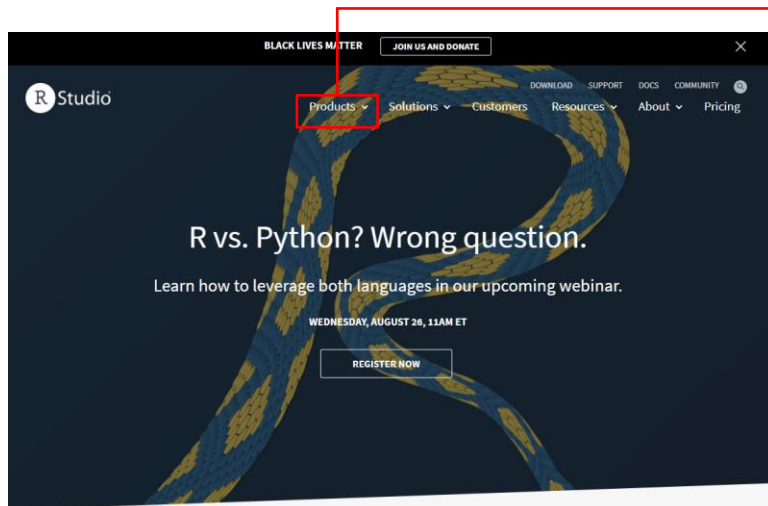 BLACK LIVES MATTER JOIN US AND DONATE
DOWNLOAD SUPPORT DOCS COMMUNITY
R Studio
Products Solutions Customers Resources About Pricing
R vs. Python? Wrong question.
Learn how to leverage both languages in our upcoming webinar.
WEDNESDAY, AUGUST 26, 11AM ET
REGISTER NOW